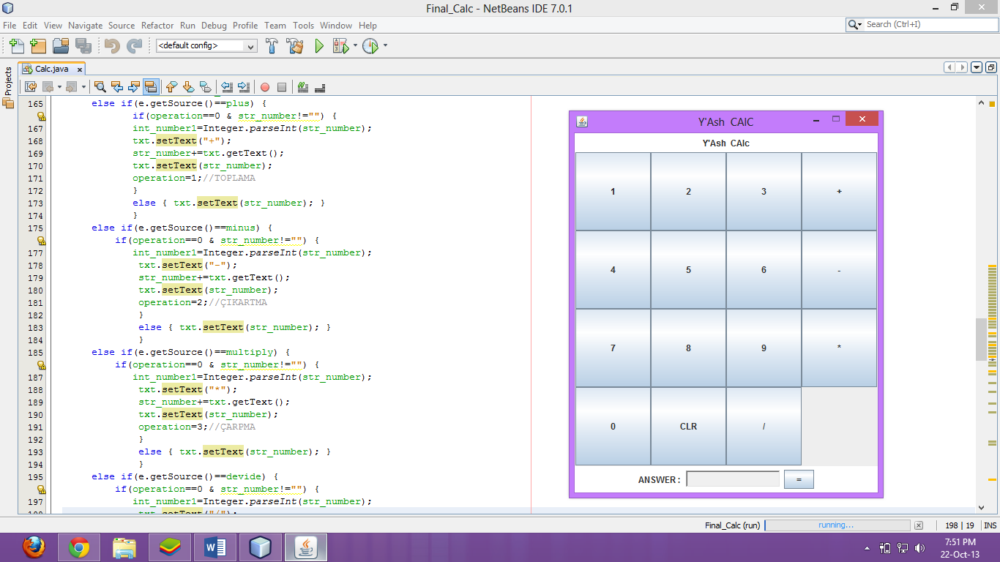 Final_Calc - NetBeans IDE 7.0.1
File Edit View Navigate Source Refactor Run Debug Profile Team Tools Window Help
Search (Ctrl+I)
<default config>
Projects
Calc.java
165 else if(e.getSource()==plus) {
if(operation==0 & str_number!="") {
167 int_number1=Integer.parseInt(str_number);
168 txt.setText("+");
169 str_number+=txt.getText();
170 txt.setText(str_number);
171 operation=1;//TOPLAMA
172 }
173 else { txt.setText(str_number); }
174 }
175 else if(e.getSource()==minus) {
if(operation==0 & str_number!="") {
177 int_number1=Integer.parseInt(str_number);
178 txt.setText("-");
179 str_number+=txt.getText();
180 txt.setText(str_number);
181 operation=2;//ÇIKARTMA
182 }
183 else { txt.setText(str_number); }
184 }
185 else if(e.getSource()==multiply) {
if(operation==0 & str_number!="") {
187 int_number1=Integer.parseInt(str_number);
188 txt.setText("*");
189 str_number+=txt.getText();
190 txt.setText(str_number);
191 operation=3;//ÇARPMA
192 }
193 else { txt.setText(str_number); }
194 }
195 else if(e.getSource()==devide) {
if(operation==0 & str_number!="") {
197 int_number1=Integer.parseInt(str_number);
198 txt.setText("/");
Y'Ash CAlC
Y'Ash CAlc
1 2 3 +
4 5 6 -
7 8 9 *
0 CLR /
ANSWER: =
Final_Calc (run) running... 198 | 19 INS
7:51 PM
22-Oct-13